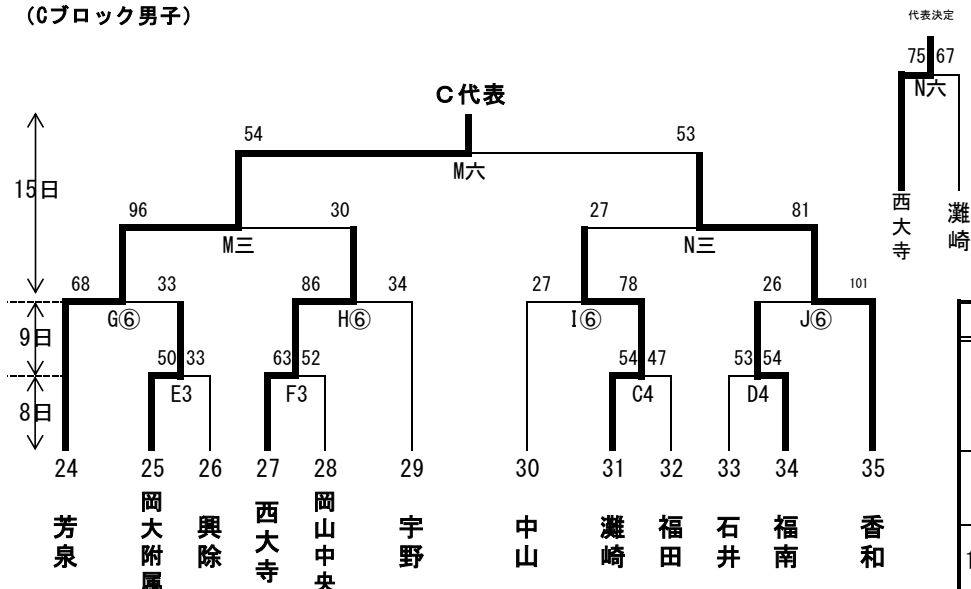 (Cブロック男子)
代表決定
75 67
N六
西大寺
灘崎
C代表
54 53
M六
15日
96 30 27 81
M三 N三
68 33 86 34 27 78 26 101
G⑥ H⑥ I⑥ J⑥
9日
50 33 63 52 54 47 53 54
E3 F3 C4 D4
8日
24 25 26 27 28 29 30 31 32 33 34 35
芳泉
岡大附属
興除
西大寺
岡山中央
宇野
中山
灘崎
福田
石井
福南
香和
1